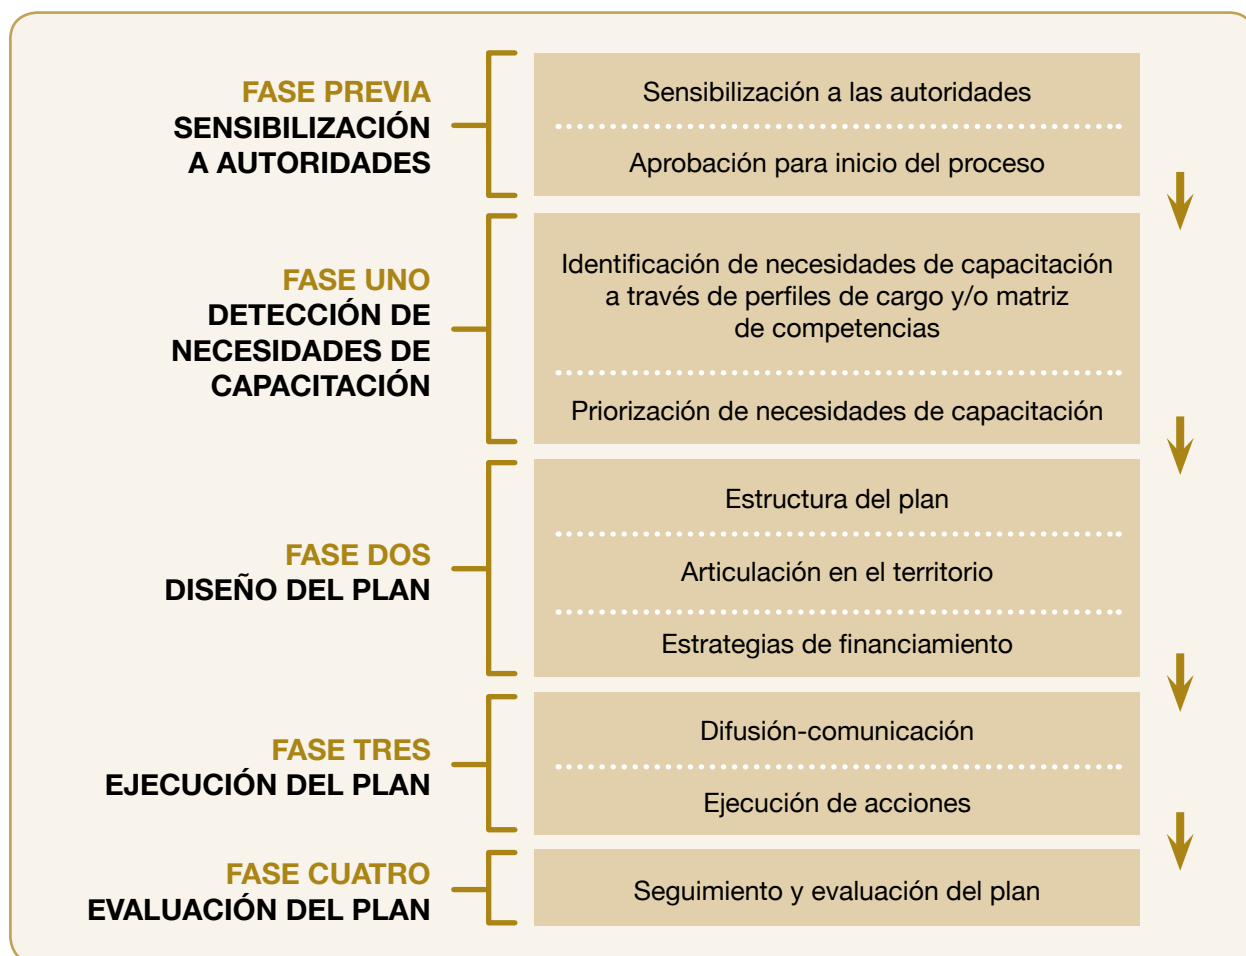 FASE PREVIA
SENSIBILIZACIÓN
A AUTORIDADES
Sensibilización a las autoridades
Aprobación para inicio del proceso
FASE UNO
DETECCIÓN DE
NECESIDADES DE
CAPACITACIÓN
Identificación de necesidades de capacitación
a través de perfiles de cargo y/o matriz
de competencias
Priorización de necesidades de capacitación
FASE DOS
DISEÑO DEL PLAN
Estructura del plan
Articulación en el territorio
Estrategias de financiamiento
FASE TRES
EJECUCIÓN DEL PLAN
Difusión-comunicación
Ejecución de acciones
FASE CUATRO
EVALUACIÓN DEL PLAN
Seguimiento y evaluación del plan